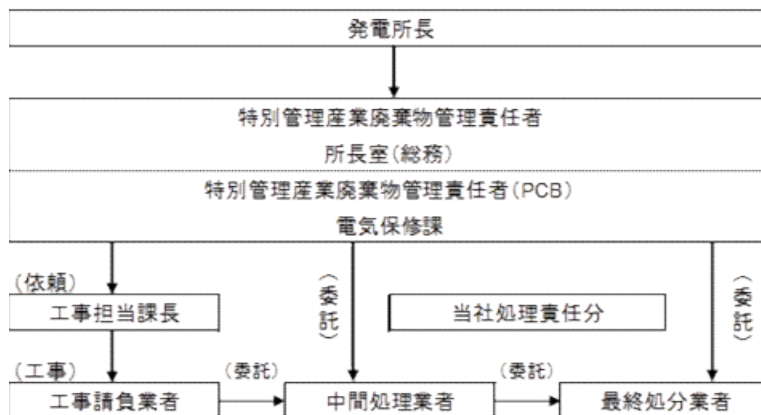 発電所長
特別管理産業廃棄物管理責任者
所長室(総務)
特別管理産業廃棄物管理責任者(PCB)
電気保修課
(依頼)
工事担当課長
(委託)
当社処理責任分
(委託)
(工事)
工事請負業者
(委託)
中間処理業者
(委託)
最終処分業者